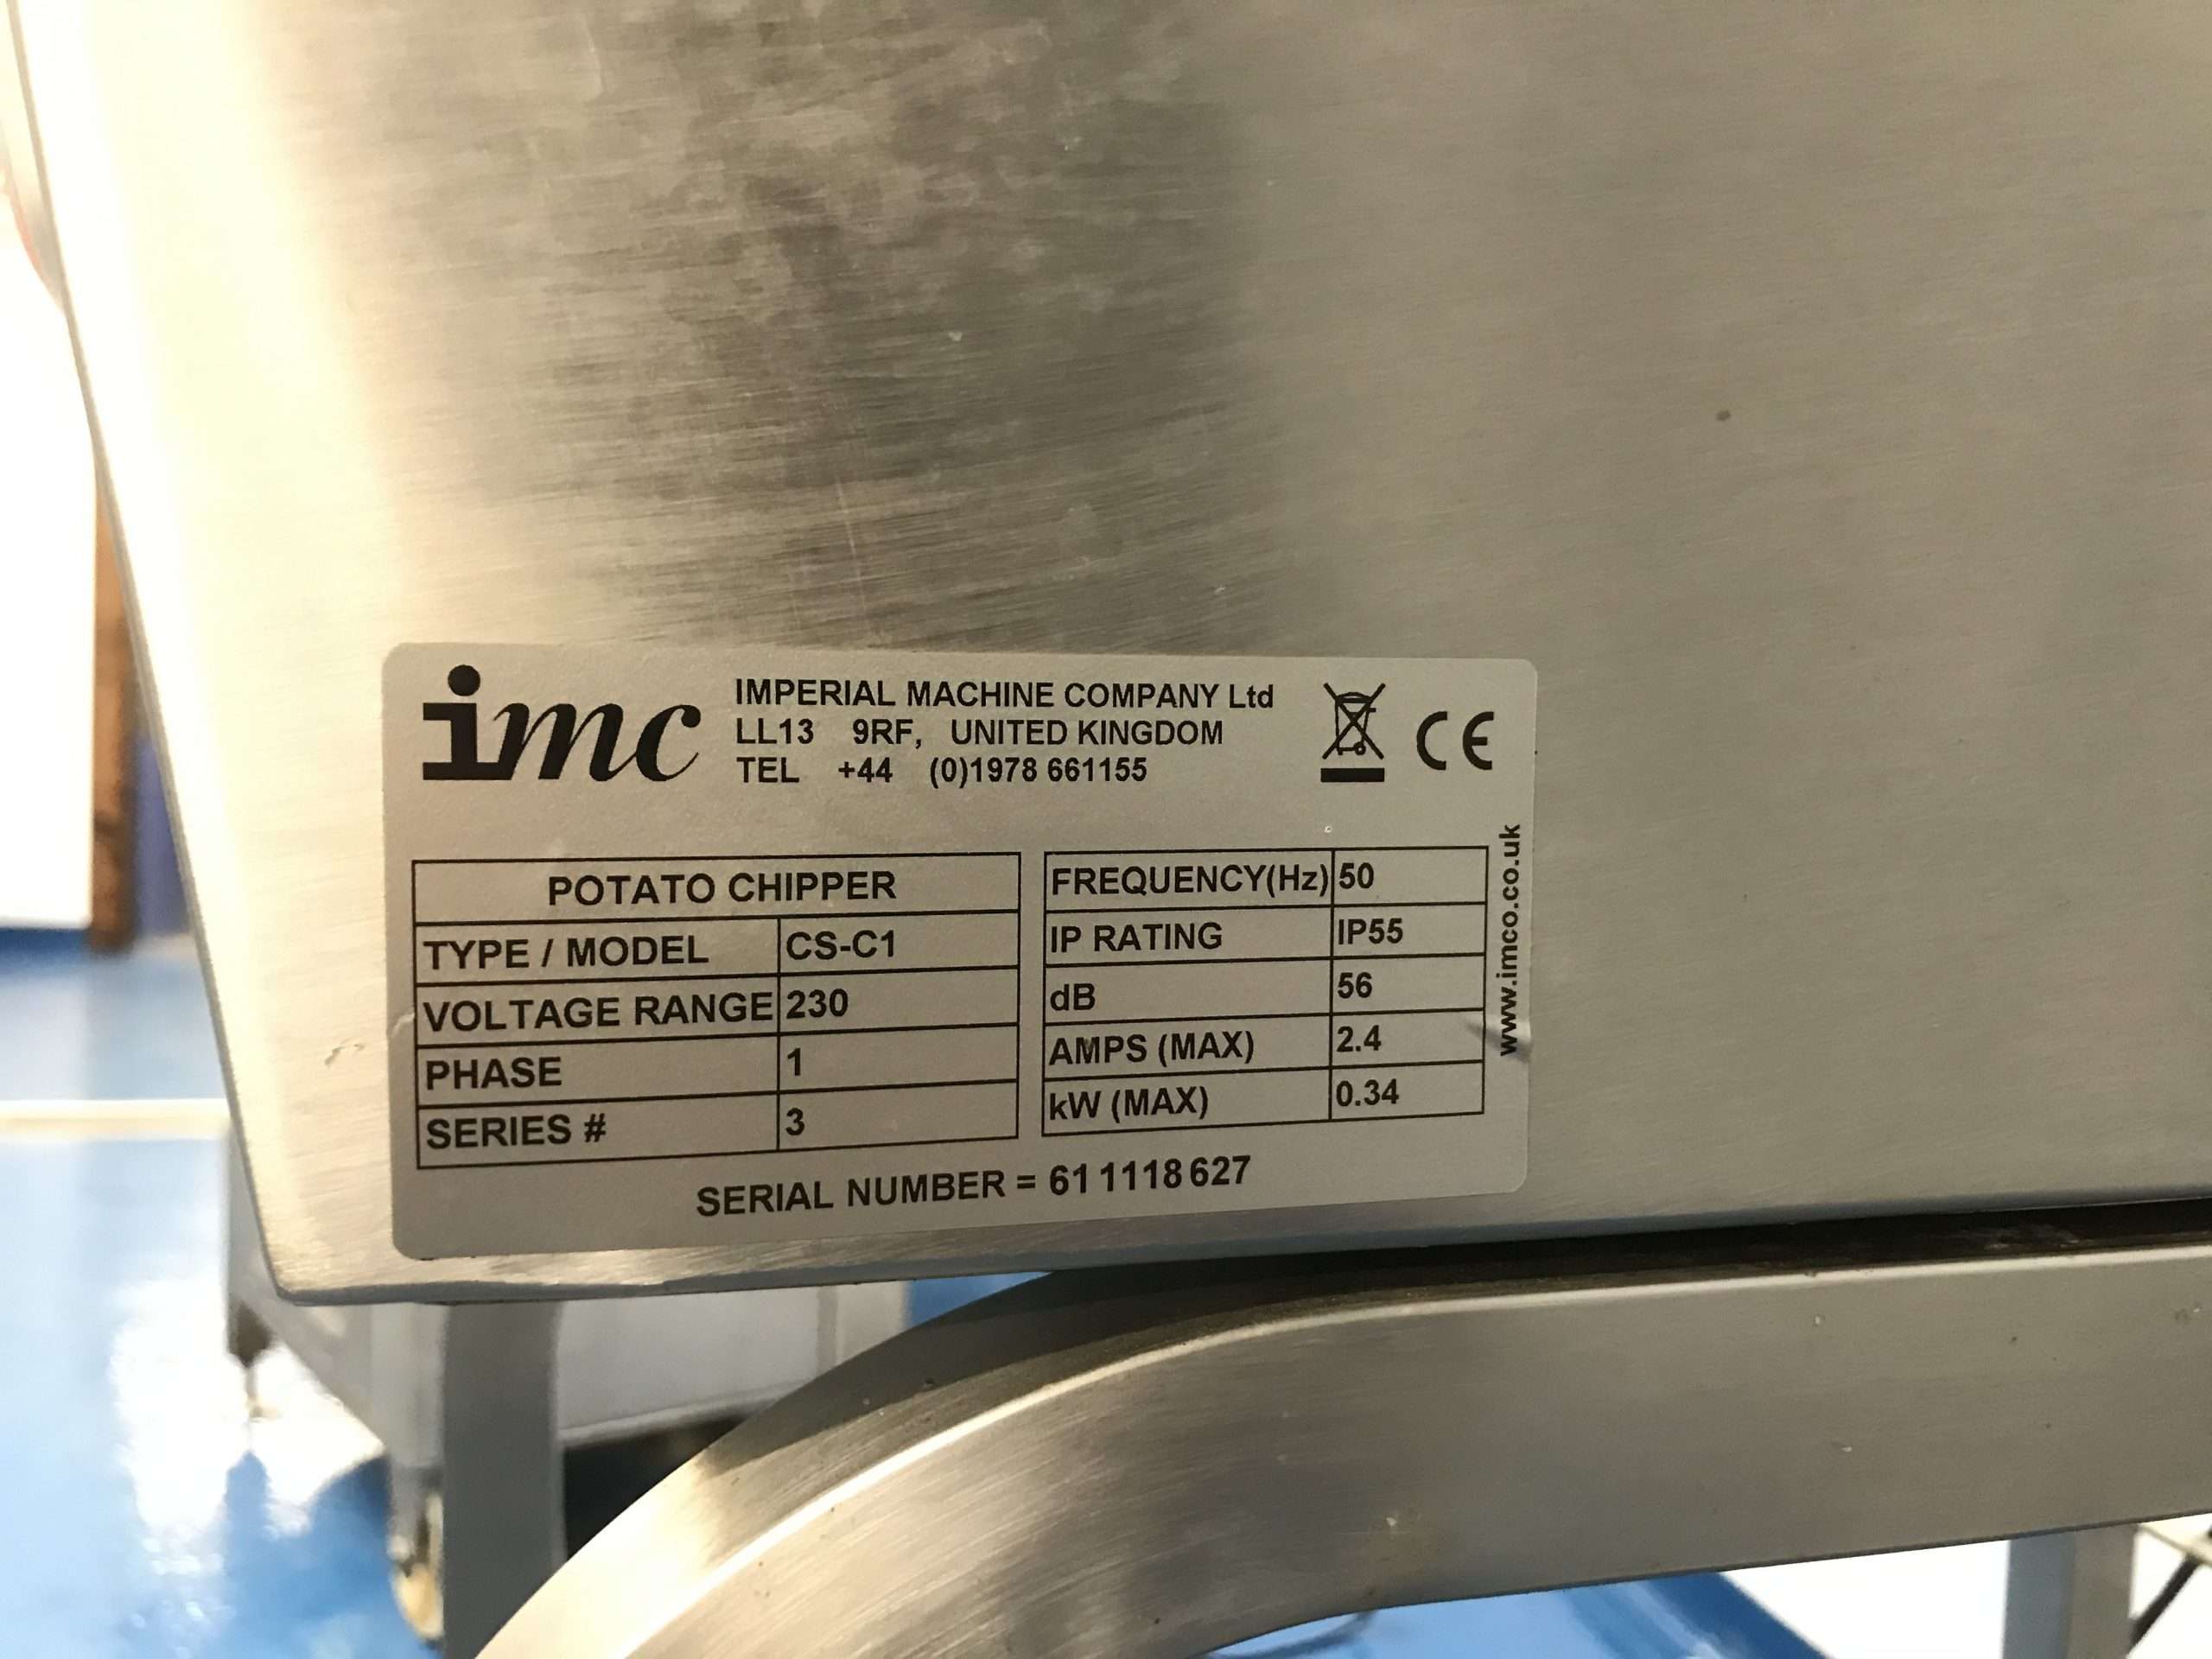 imc
IMPERIAL MACHINE COMPANY Ltd
LL13 9RF, UNITED KINGDOM
TEL +44 (0)1978 661155
CE
POTATO CHIPPER
TYPE / MODEL CS-C1
VOLTAGE RANGE 230
PHASE 1
SERIES # 3
FREQUENCY(Hz) 50
IP RATING IP55
dB 56
AMPS (MAX) 2.4
kW (MAX) 0.34
www.imco.co.uk
SERIAL NUMBER = 61 1118 627